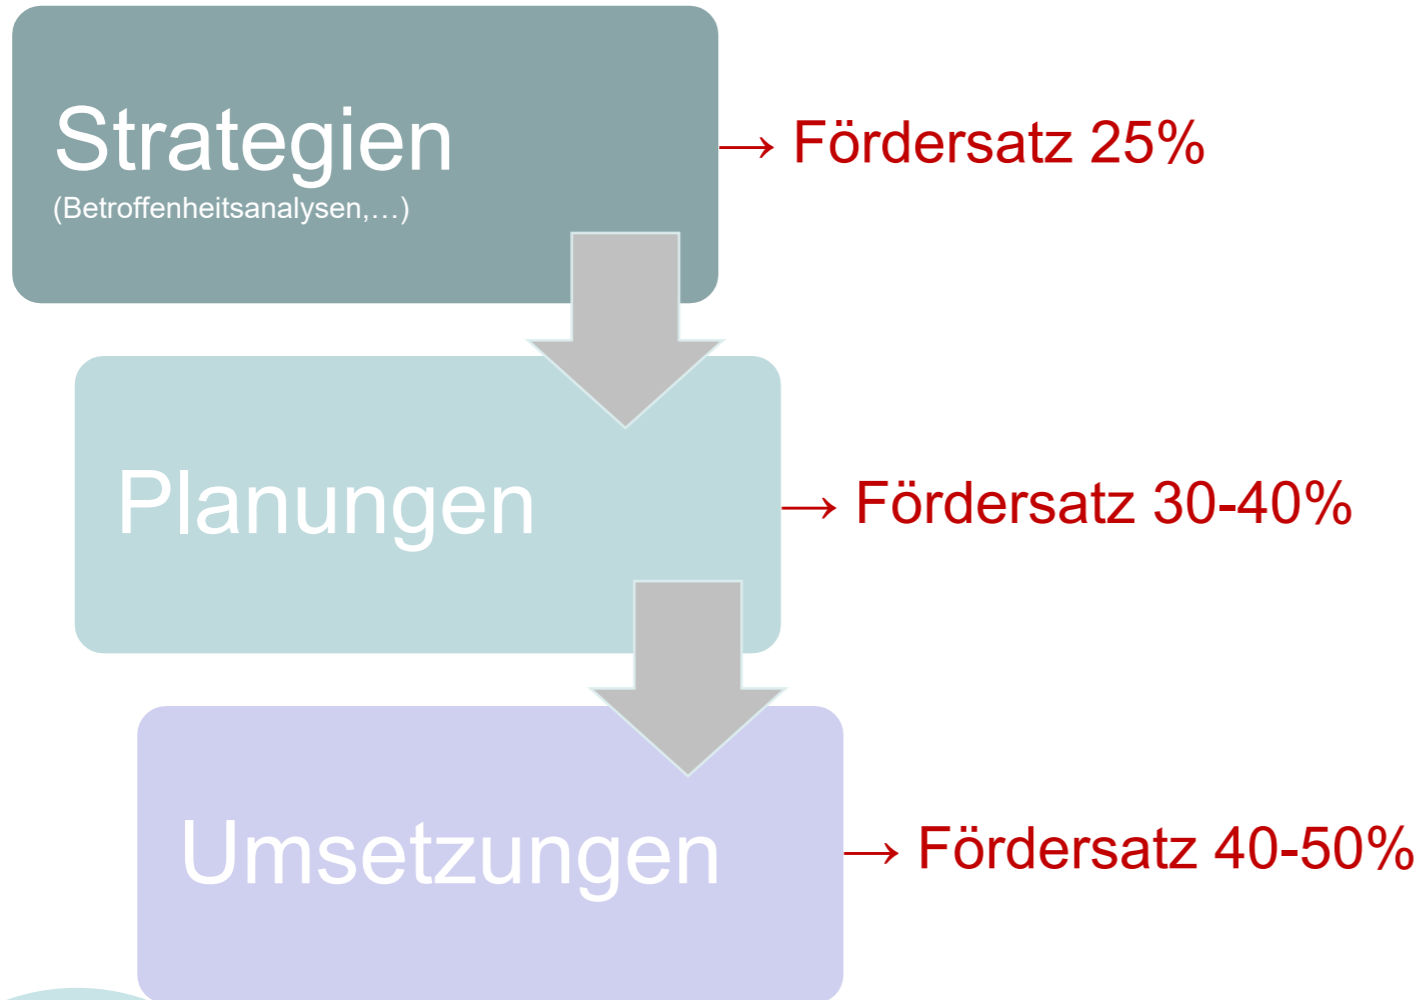 Strategien → Fördersatz 25%
(Betroffenheitsanalysen,...)
Planungen → Fördersatz 30-40%
Umsetzungen → Fördersatz 40-50%